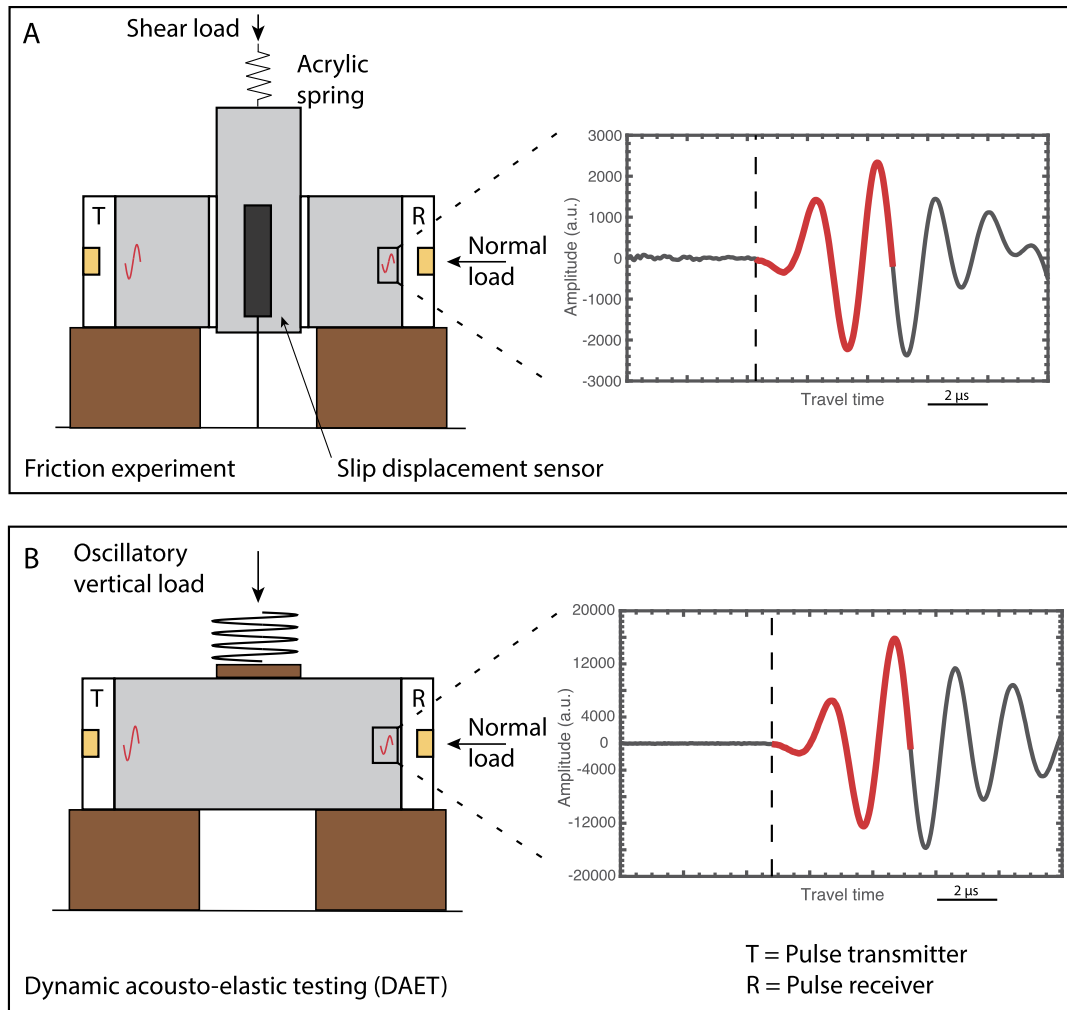 A
Shear load
Acrylic
spring
T
R
Normal
load
3000
2000
1000
0
-1000
-2000
-3000
Amplitude (a.u.)
Travel time
2 μs
Friction experiment
Slip displacement sensor
B
Oscillatory
vertical load
T
R
Normal
load
20000
12000
4000
0
-4000
-12000
-20000
Amplitude (a.u.)
Travel time
2 μs
T = Pulse transmitter
R = Pulse receiver
Dynamic acousto-elastic testing (DAET)